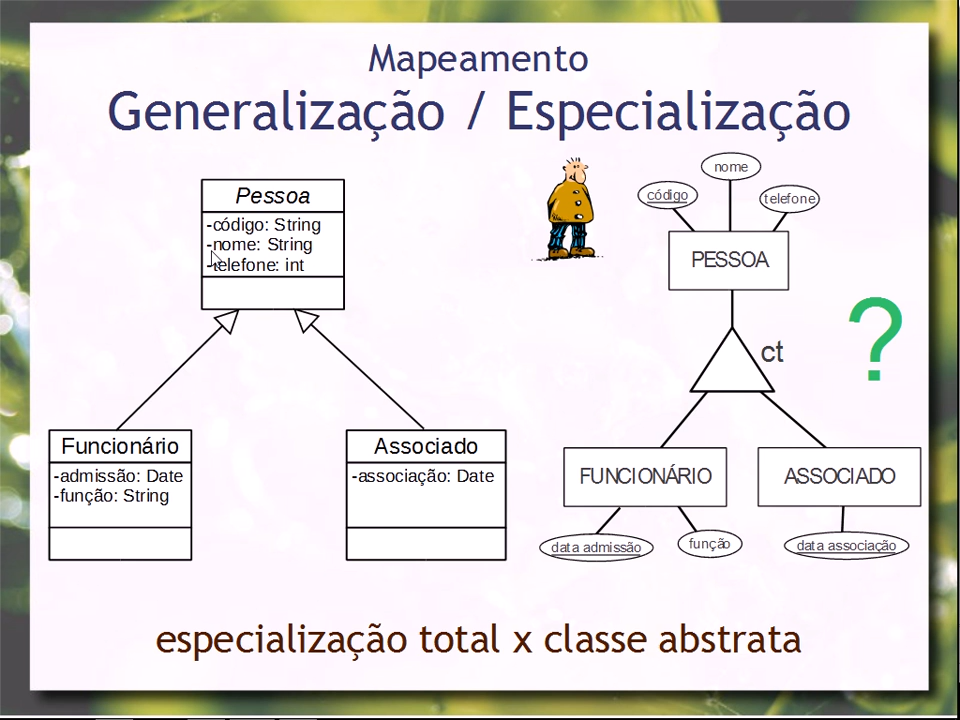 Mapeamento
Generalização / Especialização
Pessoa
-código: String
-nome: String
-telefone: int
Funcionário
-admissão: Date
-função: String
Associado
-associação: Date
nome
código
telefone
PESSOA
ct
?
FUNCIONÁRIO
ASSOCIADO
data admissão
função
data associação
especialização total x classe abstrata